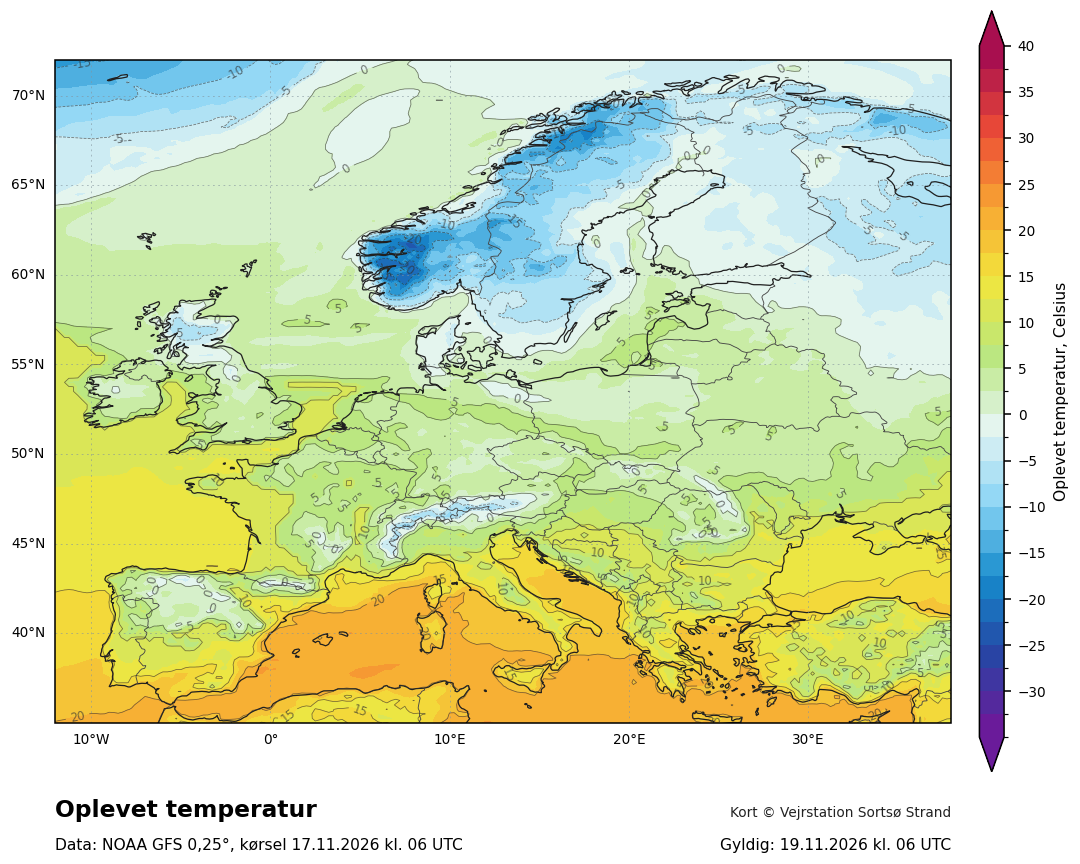 70°N
65°N
60°N
55°N
50°N
45°N
40°N
10°W
0°
10°E
20°E
30°E
40
35
30
25
20
15
10
5
0
−5
−10
−15
−20
−25
−30
Oplevet temperatur, Celsius
Oplevet temperatur
Kort © Vejrstation Sortsø Strand
Data: NOAA GFS 0,25°, kørsel 17.11.2026 kl. 06 UTC
Gyldig: 19.11.2026 kl. 06 UTC